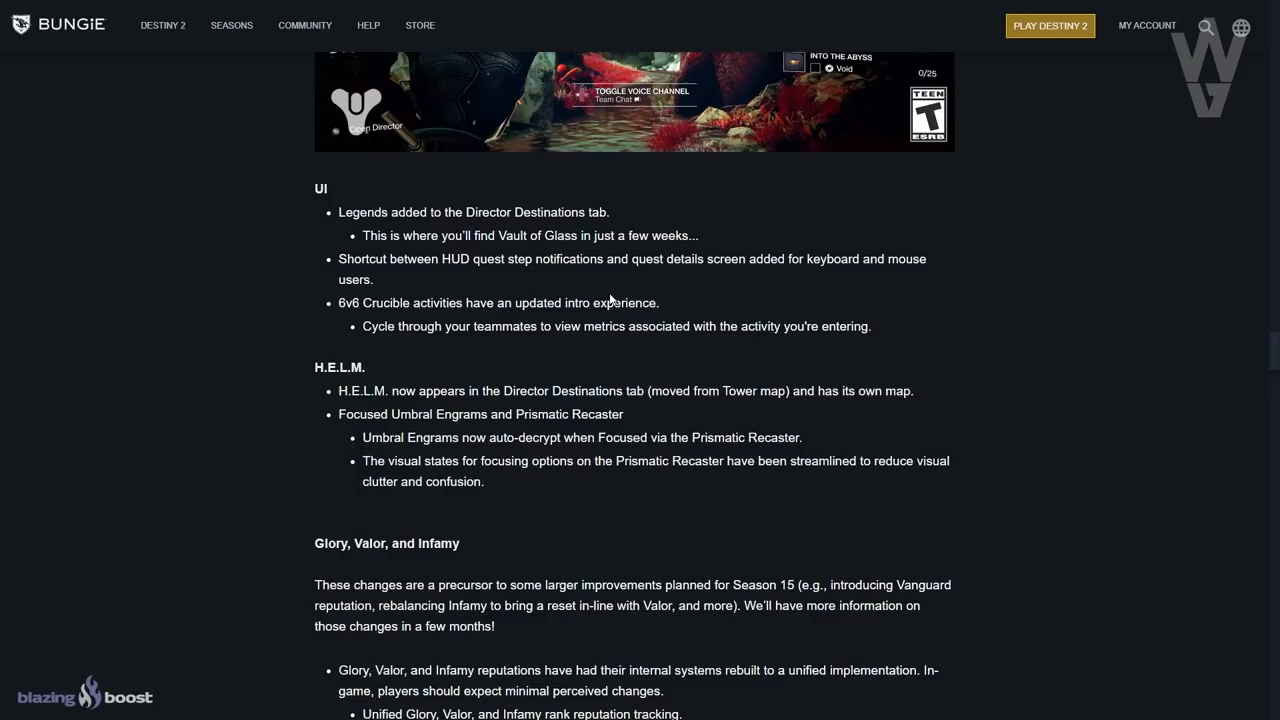 BUNGiE
DESTINY 2
SEASONS
COMMUNITY
HELP
STORE
PLAY DESTINY 2
MY ACCOUNT
INTO THE ABYSS
Void
0/25
TOGGLE VOICE CHANNEL
Team Chat
Open Director
TEEN
T
ESRB
UI
• Legends added to the Director Destinations tab.
• This is where you'll find Vault of Glass in just a few weeks...
• Shortcut between HUD quest step notifications and quest details screen added for keyboard and mouse
users.
• 6v6 Crucible activities have an updated intro experience.
• Cycle through your teammates to view metrics associated with the activity you're entering.
H.E.L.M.
• H.E.L.M. now appears in the Director Destinations tab (moved from Tower map) and has its own map.
• Focused Umbral Engrams and Prismatic Recaster
• Umbral Engrams now auto-decrypt when Focused via the Prismatic Recaster.
• The visual states for focusing options on the Prismatic Recaster have been streamlined to reduce visual
clutter and confusion.
Glory, Valor, and Infamy
These changes are a precursor to some larger improvements planned for Season 15 (e.g., introducing Vanguard
reputation, rebalancing Infamy to bring a reset in-line with Valor, and more). We'll have more information on
those changes in a few months!
• Glory, Valor, and Infamy reputations have had their internal systems rebuilt to a unified implementation. In-
game, players should expect minimal perceived changes.
• Unified Glory, Valor, and Infamy rank reputation tracking.
blazing boost